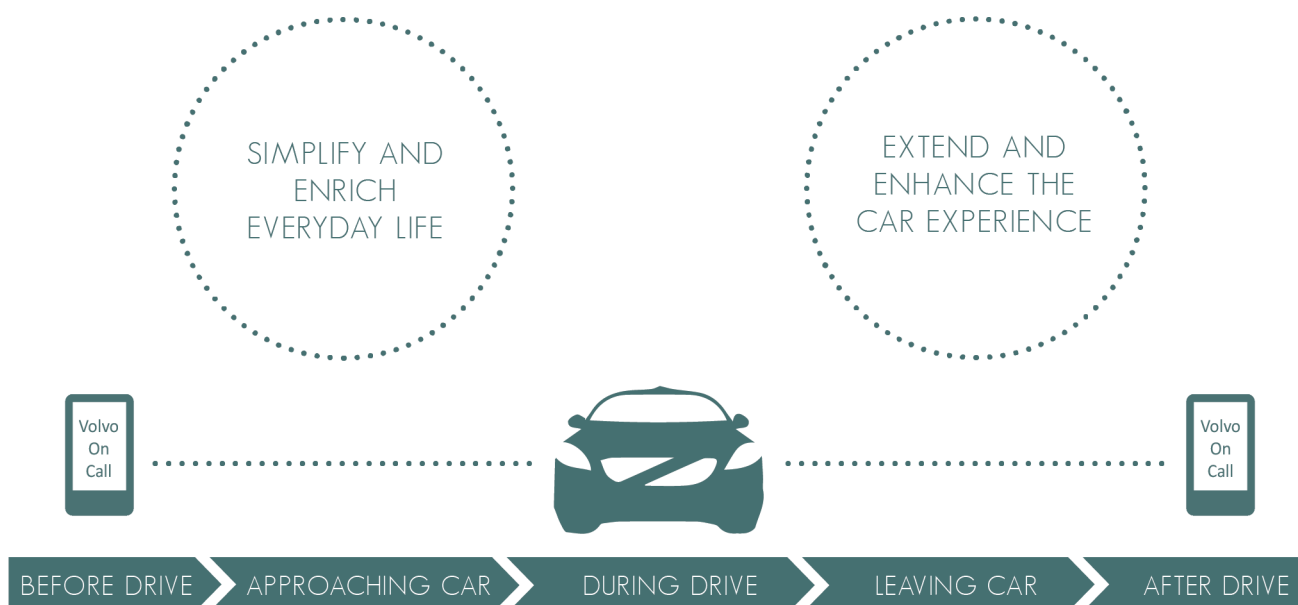 SIMPLIFY AND
ENRICH
EVERYDAY LIFE
EXTEND AND
ENHANCE THE
CAR EXPERIENCE
Volvo
On
Call
Volvo
On
Call
BEFORE DRIVE
APPROACHING CAR
DURING DRIVE
LEAVING CAR
AFTER DRIVE